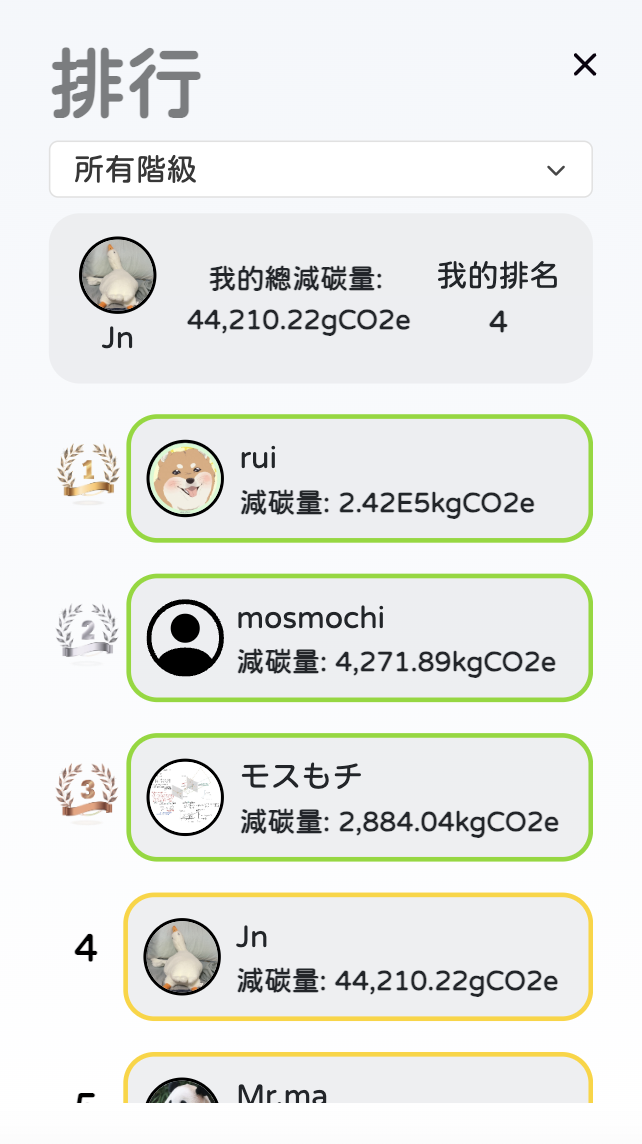 排行
所有階級
我的總減碳量:
44,210.22gCO2e
我的排名
4
Jn
1
rui
減碳量: 2.42E5kgCO2e
2
mosmochi
減碳量: 4,271.89kgCO2e
3
モスもチ
減碳量: 2,884.04kgCO2e
4
Jn
減碳量: 44,210.22gCO2e
5
Mr.ma